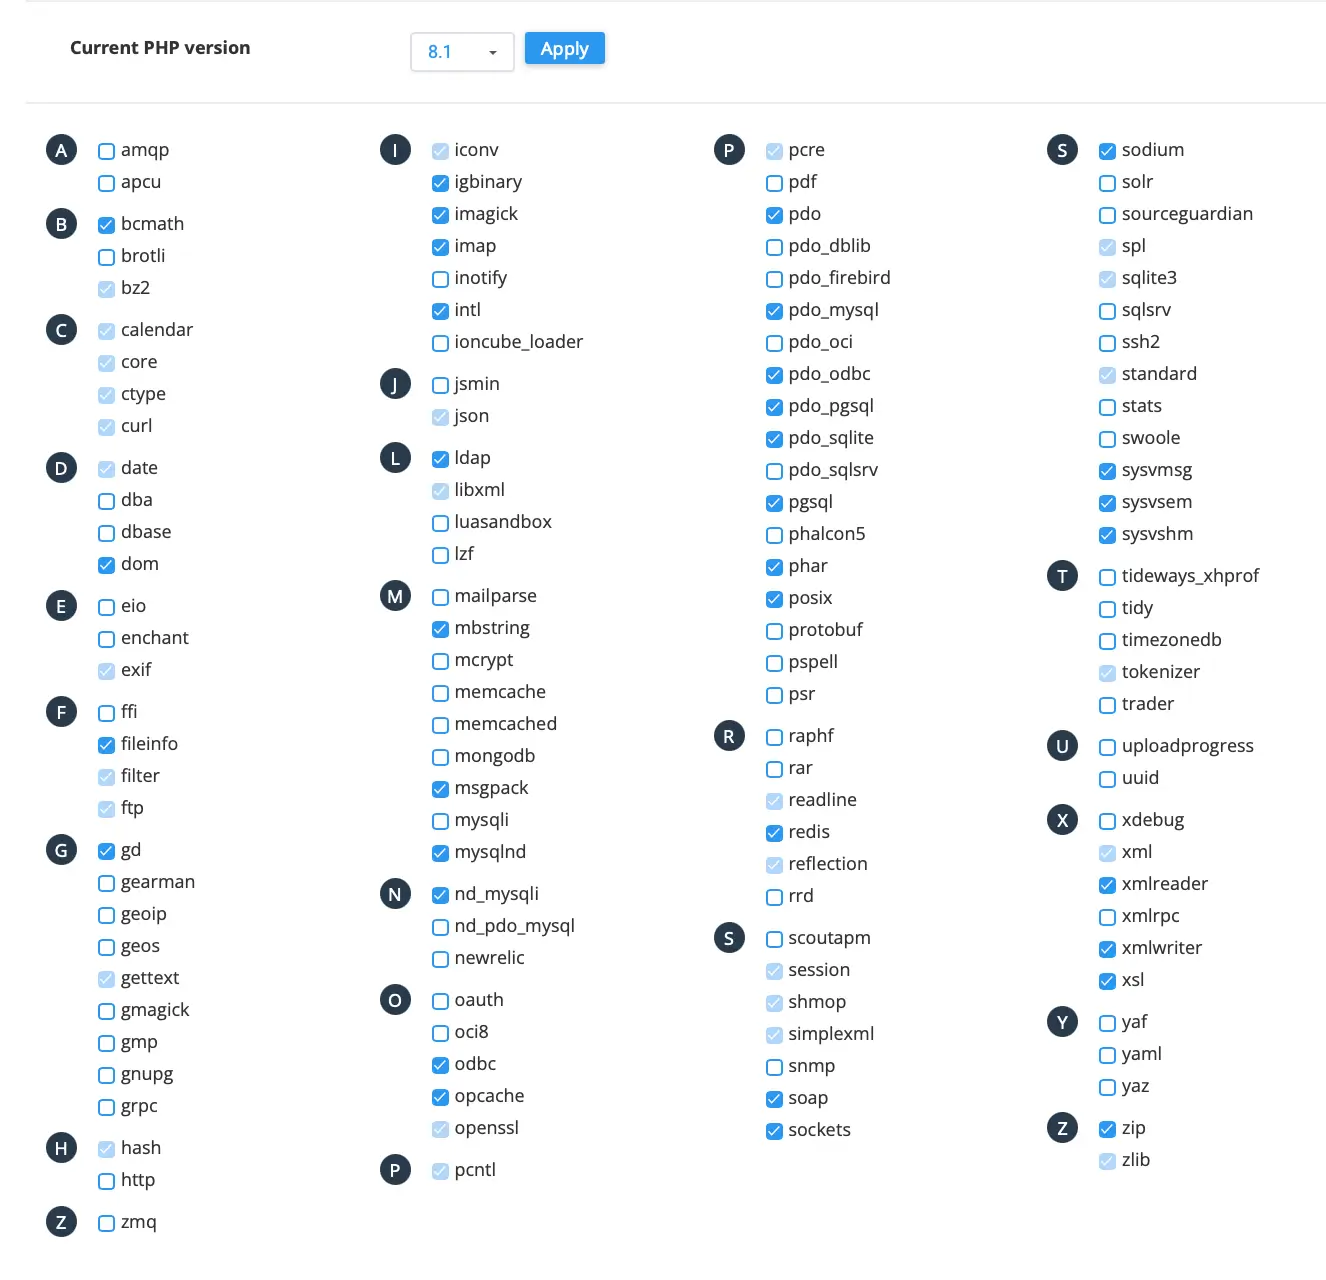 Current PHP version
8.1
Apply
A
amqp
apcu
B
bcmath
brotli
bz2
C
calendar
core
ctype
curl
D
date
dba
dbase
dom
E
eio
enchant
exif
F
ffi
fileinfo
filter
ftp
G
gd
gearman
geoip
geos
gettext
gmagick
gmp
gnupg
grpc
H
hash
http
Z
zmq
I
iconv
igbinary
imagick
imap
inotify
intl
ioncube_loader
J
jsmin
json
L
ldap
libxml
luasandbox
lzf
M
mailparse
mbstring
mcrypt
memcache
memcached
mongodb
msgpack
mysqli
mysqlnd
N
nd_mysqli
nd_pdo_mysql
newrelic
O
oauth
oci8
odbc
opcache
openssl
P
pcntl
P
pcre
pdf
pdo
pdo_dblib
pdo_firebird
pdo_mysql
pdo_oci
pdo_odbc
pdo_pgsql
pdo_sqlite
pdo_sqlsrv
pgsql
phalcon5
phar
posix
protobuf
pspell
psr
R
raphf
rar
readline
redis
reflection
rrd
S
scoutapm
session
shmop
simplexml
snmp
soap
sockets
S
sodium
solr
sourceguardian
spl
sqlite3
sqlsrv
ssh2
standard
stats
swoole
sysvmsg
sysvsem
sysvshm
T
tideways_xhprof
tidy
timezonedb
tokenizer
trader
U
uploadprogress
uuid
X
xdebug
xml
xmlreader
xmlrpc
xmlwriter
xsl
Y
yaf
yaml
yaz
Z
zip
zlib